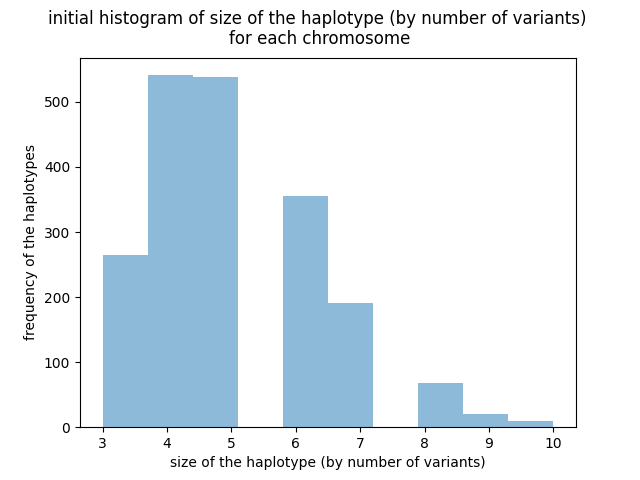 initial histogram of size of the haplotype (by number of variants)
for each chromosome
frequency of the haplotypes
500
400
300
200
100
0
3 4 5 6 7 8 9 10
size of the haplotype (by number of variants)